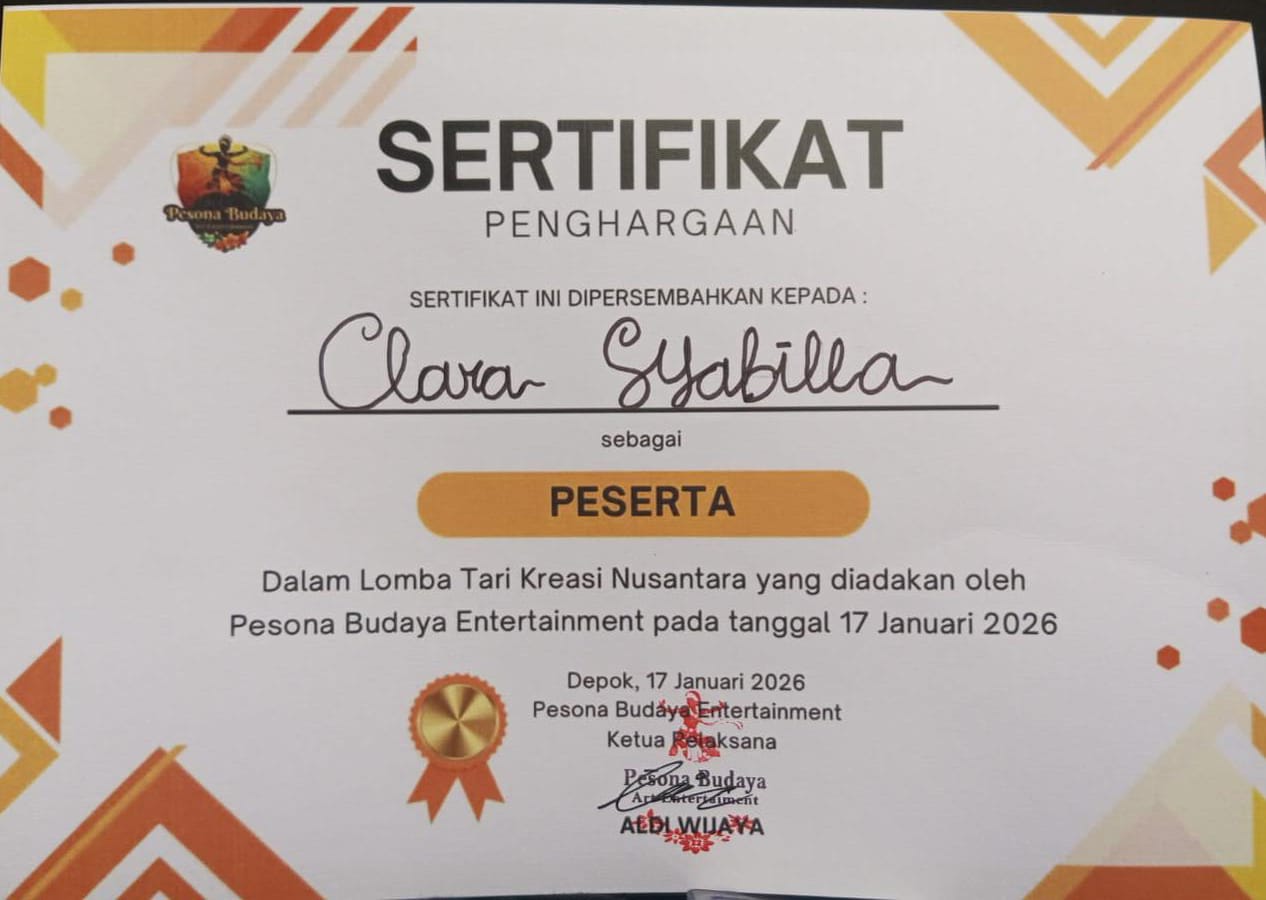 SERTIFIKAT
PENGHARGAAN
Pesona Budaya
SERTIFIKAT INI DIPERSEMBAHKAN KEPADA :
Clara Syabilla
sebagai
PESERTA
Dalam Lomba Tari Kreasi Nusantara yang diadakan oleh
Pesona Budaya Entertainment pada tanggal 17 Januari 2026
Depok, 17 Januari 2026
Pesona Budaya Entertainment
Ketua Pelaksana
Pesona Budaya
Art Entertaiment
ALDI WIJAYA